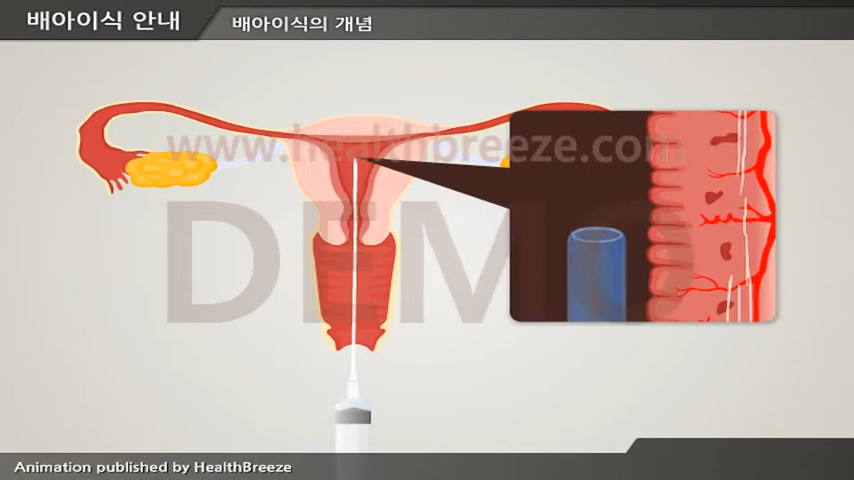 배아이식 안내
배아이식의 개념
www.healthbreeze.com
DEMO
Animation published by HealthBreeze